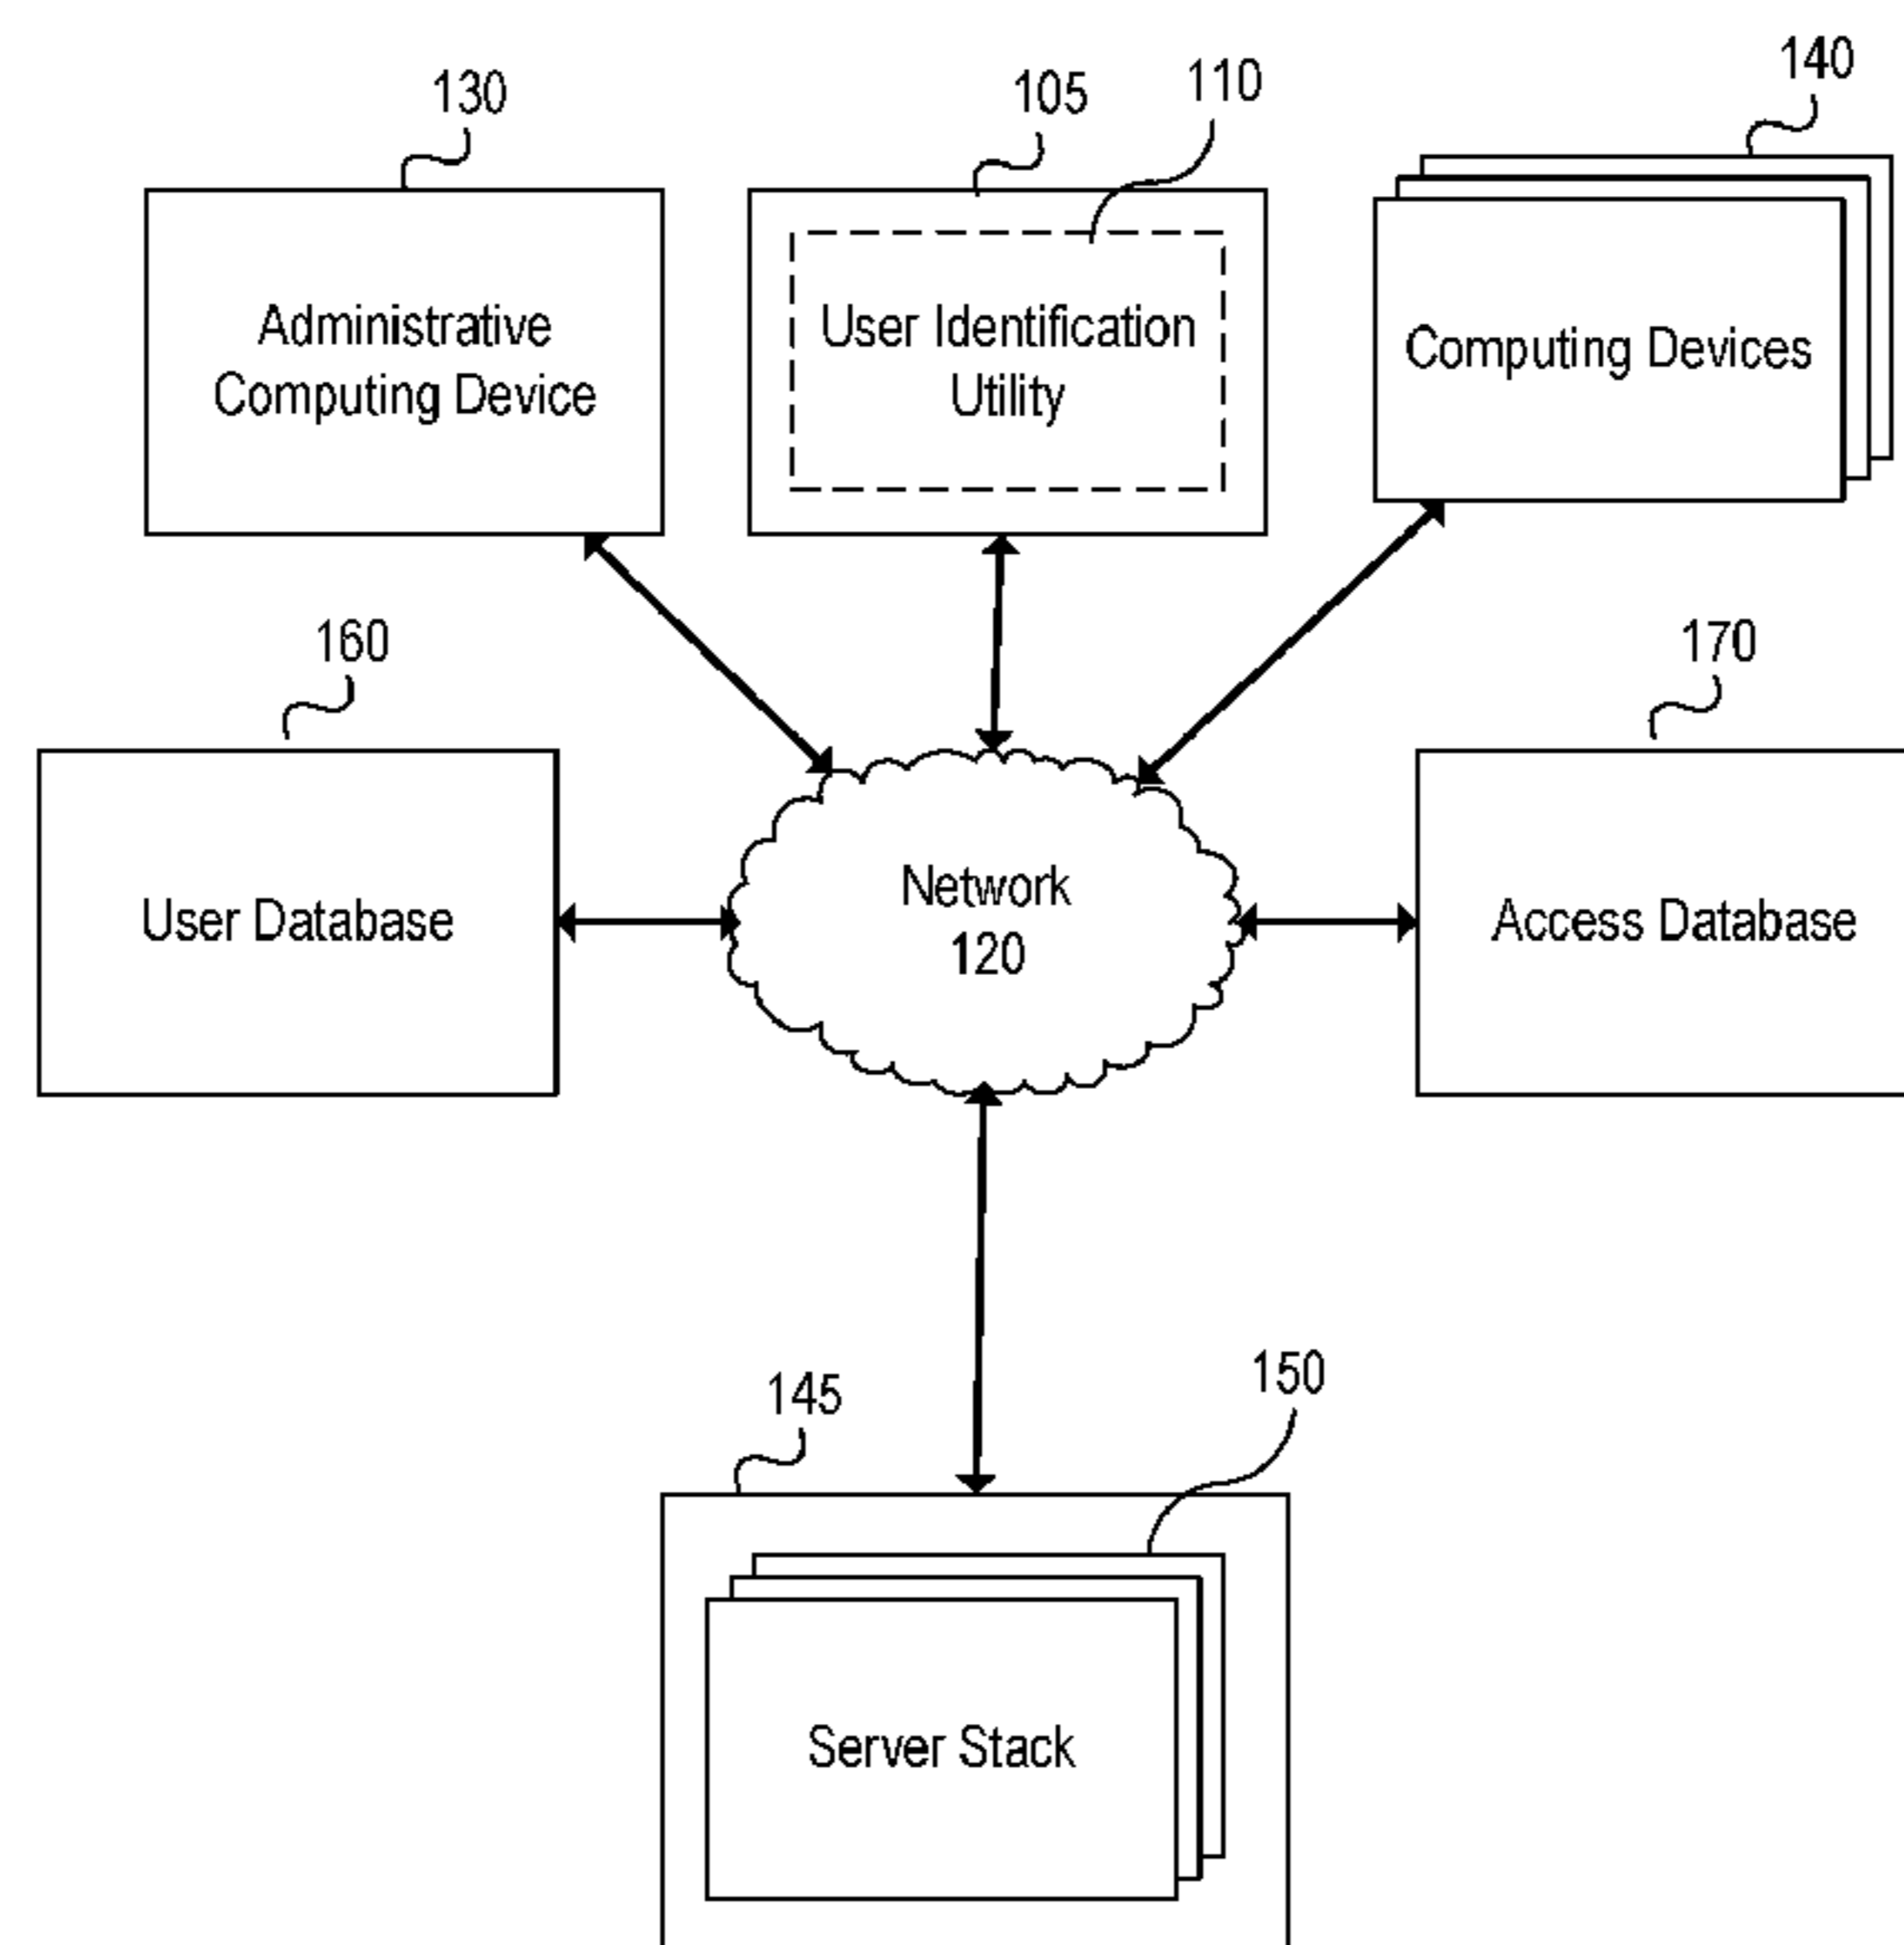 130
105
110
140
Administrative
Computing Device
User Identification
Utility
Computing Devices
160
170
User Database
Network
120
Access Database
145
150
Server Stack